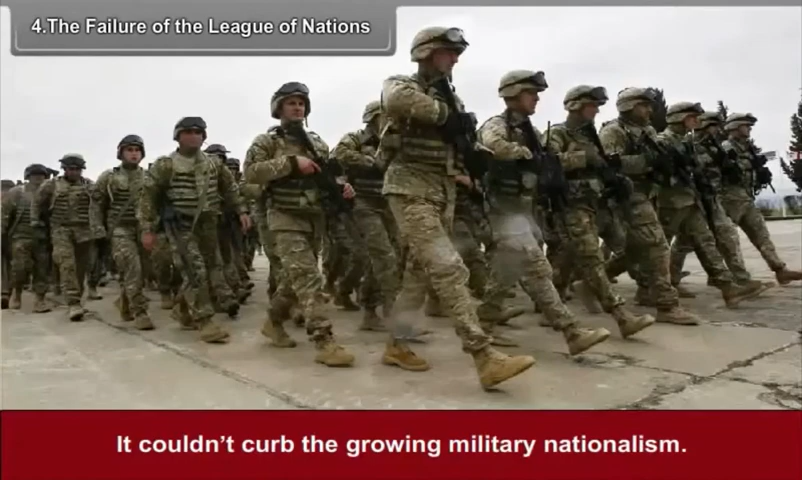 4.The Failure of the League of Nations
It couldn't curb the growing military nationalism.